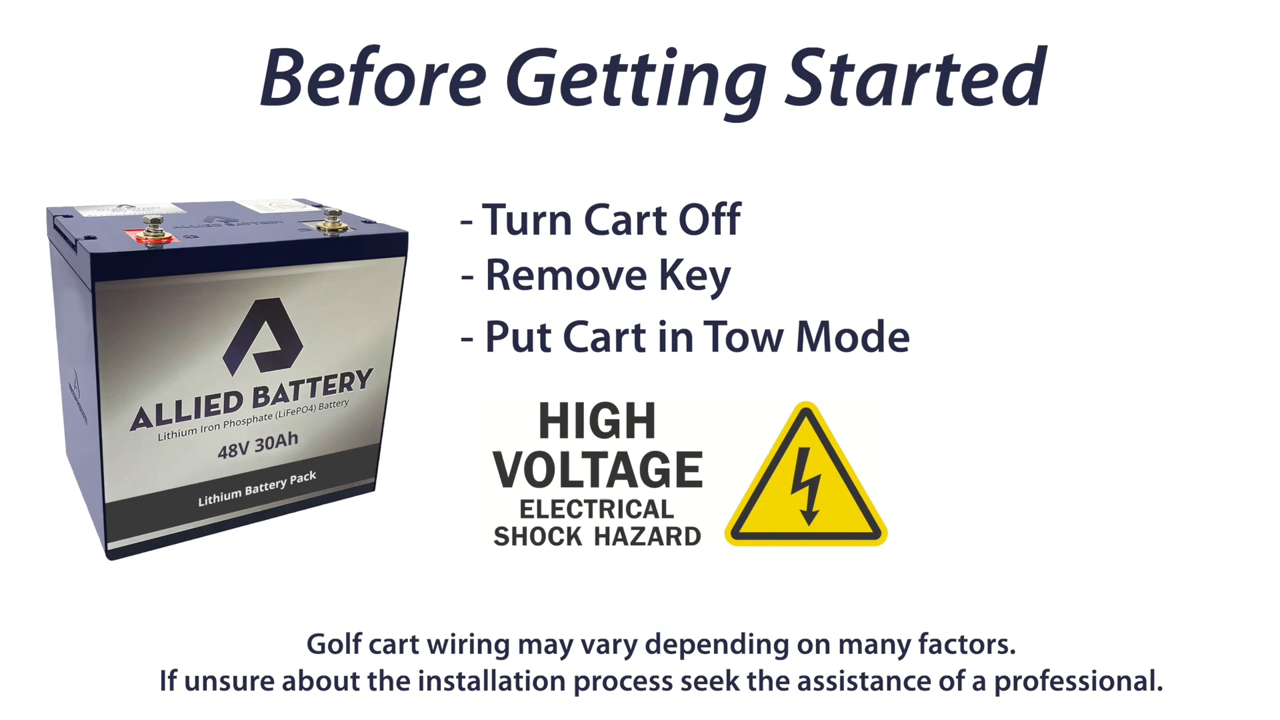 Before Getting Started
- Turn Cart Off
- Remove Key
- Put Cart in Tow Mode
ALLIED BATTERY
ALLIED BATTERY
Lithium Iron Phosphate (LiFePO4) Battery
48V 30Ah
Lithium Battery Pack
HIGH
VOLTAGE
ELECTRICAL
SHOCK HAZARD
Golf cart wiring may vary depending on many factors.
If unsure about the installation process seek the assistance of a professional.